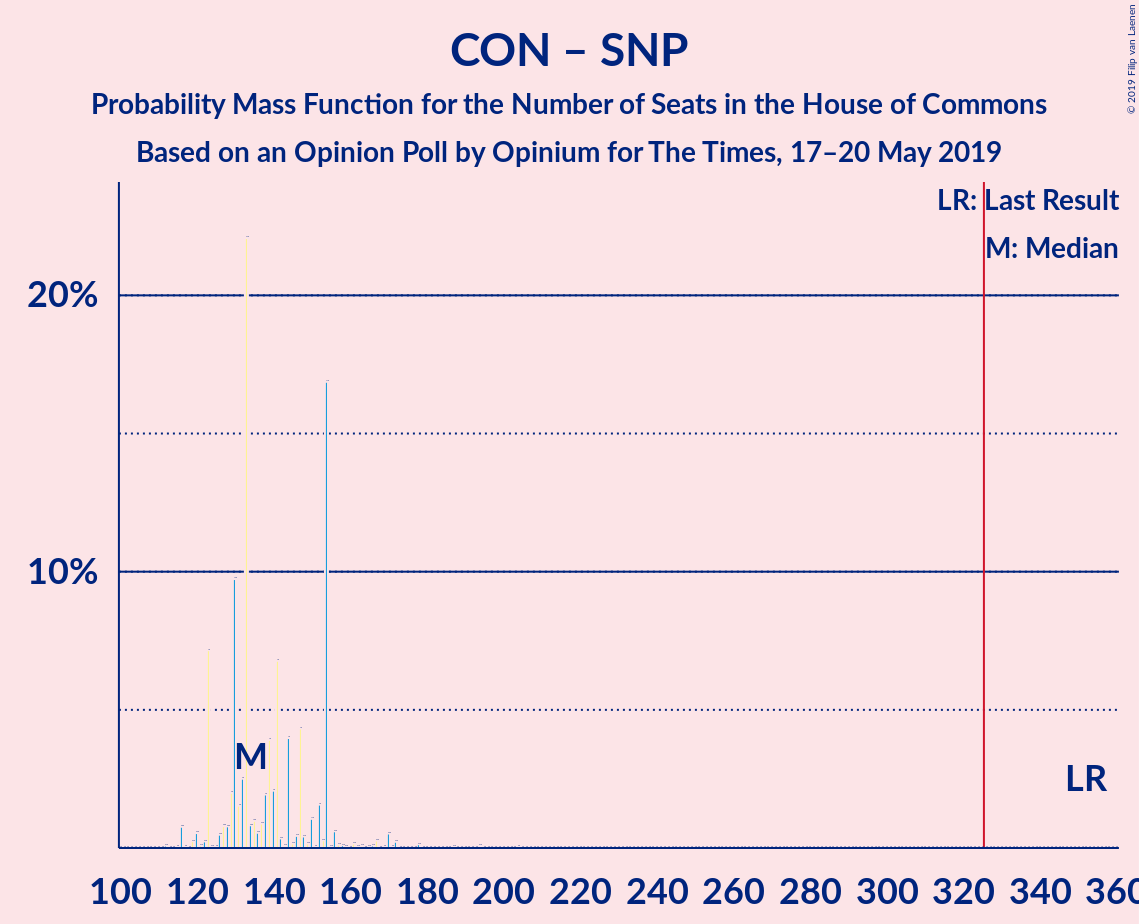 CON – SNP
Probability Mass Function for the Number of Seats in the House of Commons
Based on an Opinion Poll by Opinium for The Times, 17–20 May 2019
© 2019 Filip van Laenen
LR: Last Result
M: Median
20%
10%
M
LR
100 120 140 160 180 200 220 240 260 280 300 320 340 360